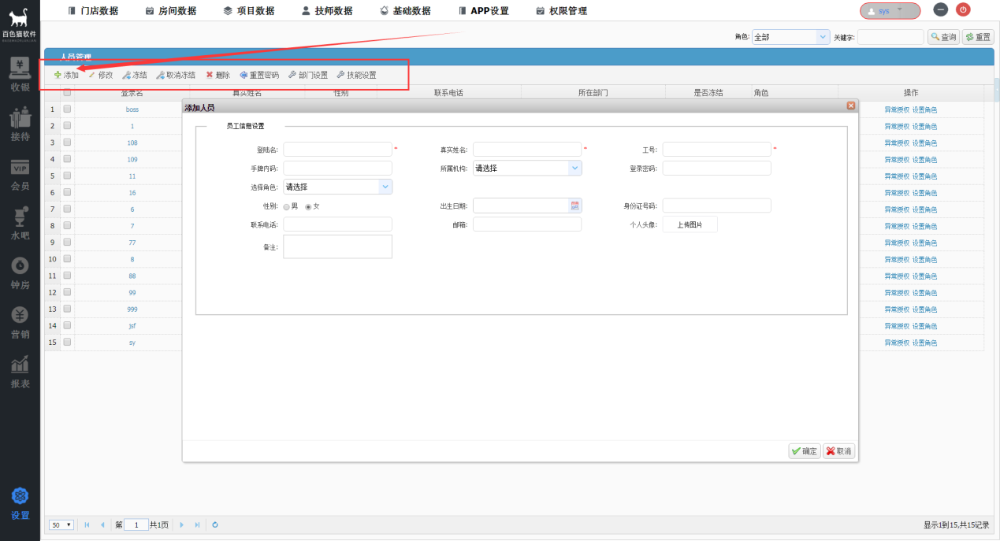 门店数据 房间数据 项目数据 技师数据 基础数据 APP设置 权限管理 sys
百色猫软件
角色: 全部 关键字: 查询 重置
人员管理
添加 修改 冻结 取消冻结 删除 重置密码 部门设置 技能设置
登录名 真实姓名 性别 联系电话 所在部门 是否冻结 角色 操作
收银
接待
会员
水吧
钟房
营销
报表
设置
1 boss 异常授权 设置角色
2 1 异常授权 设置角色
3 108 异常授权 设置角色
4 109 异常授权 设置角色
5 11 异常授权 设置角色
6 16 异常授权 设置角色
7 6 异常授权 设置角色
8 7 异常授权 设置角色
9 77 异常授权 设置角色
10 8 异常授权 设置角色
11 88 异常授权 设置角色
12 99 异常授权 设置角色
13 999 异常授权 设置角色
14 jsf 异常授权 设置角色
15 sy 异常授权 设置角色
添加人员
员工信息设置
登陆名: * 真实姓名: * 工号: *
手牌内码: 所属机构: 请选择 登录密码:
选择角色: 请选择
性别: 男 女 出生日期: 身份证号码:
联系电话: 邮箱: 个人头像: 上传图片
备注:
确定 取消
50 第 1 共1页 显示1到15,共15记录
VIP